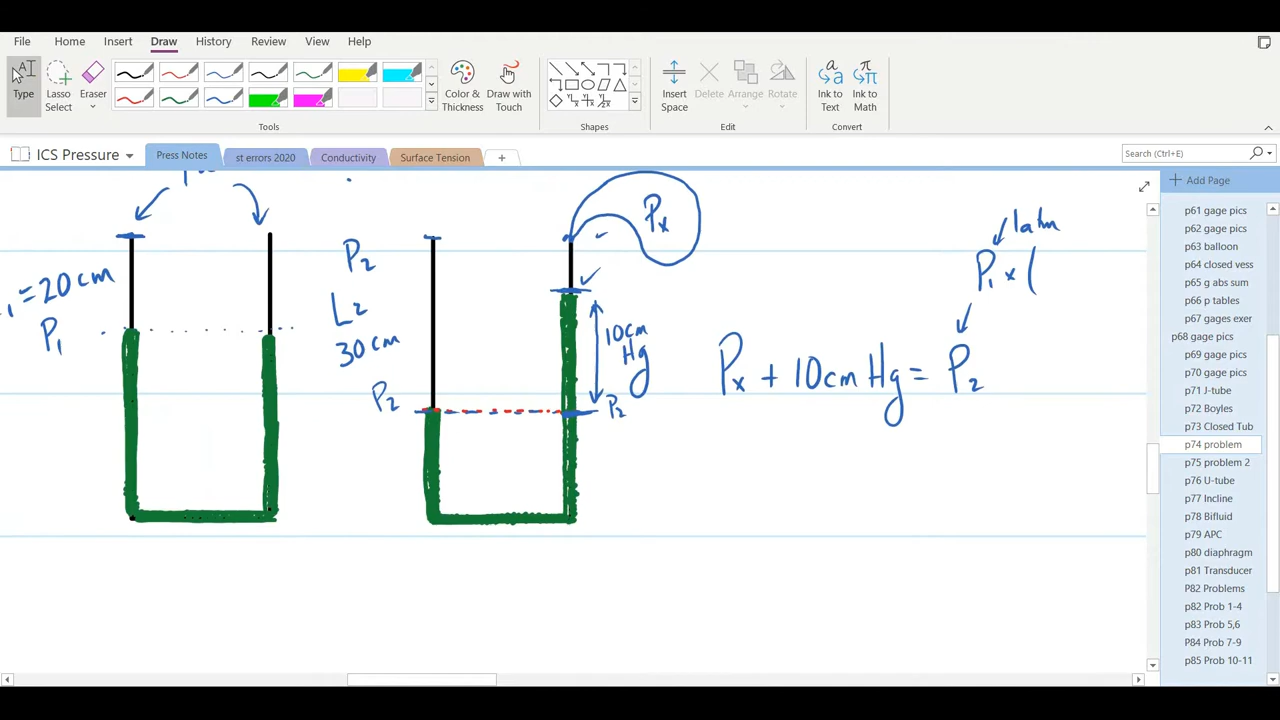 File Home Insert Draw History Review View Help
Type
Lasso Select
Eraser
Color & Thickness
Draw with Touch
Insert Space
Delete
Arrange
Rotate
Ink to Text
Ink to Math
Tools
Shapes
Edit
Convert
ICS Pressure
Press Notes
st errors 2020
Conductivity
Surface Tension
Search (Ctrl+E)
Add Page
p61 gage pics
p62 gage pics
p63 balloon
p64 closed vess
p65 g abs sum
p66 p tables
p67 gages exer
p68 gage pics
p69 gage pics
p70 gage pics
p71 J-tube
p72 Boyles
p73 Closed Tub
p74 problem
p75 problem 2
p76 U-tube
p77 Incline
p78 Bifluid
p79 APC
p80 diaphragm
p81 Transducer
P82 Problems
p82 Prob 1-4
p83 Prob 5,6
P84 Prob 7-9
p85 Prob 10-11
1 = 20 cm
P1
P2
L2
30 cm
P2
Px
10cm
Hg
P2
1atm
P1 × (
Px + 10cm Hg = P2